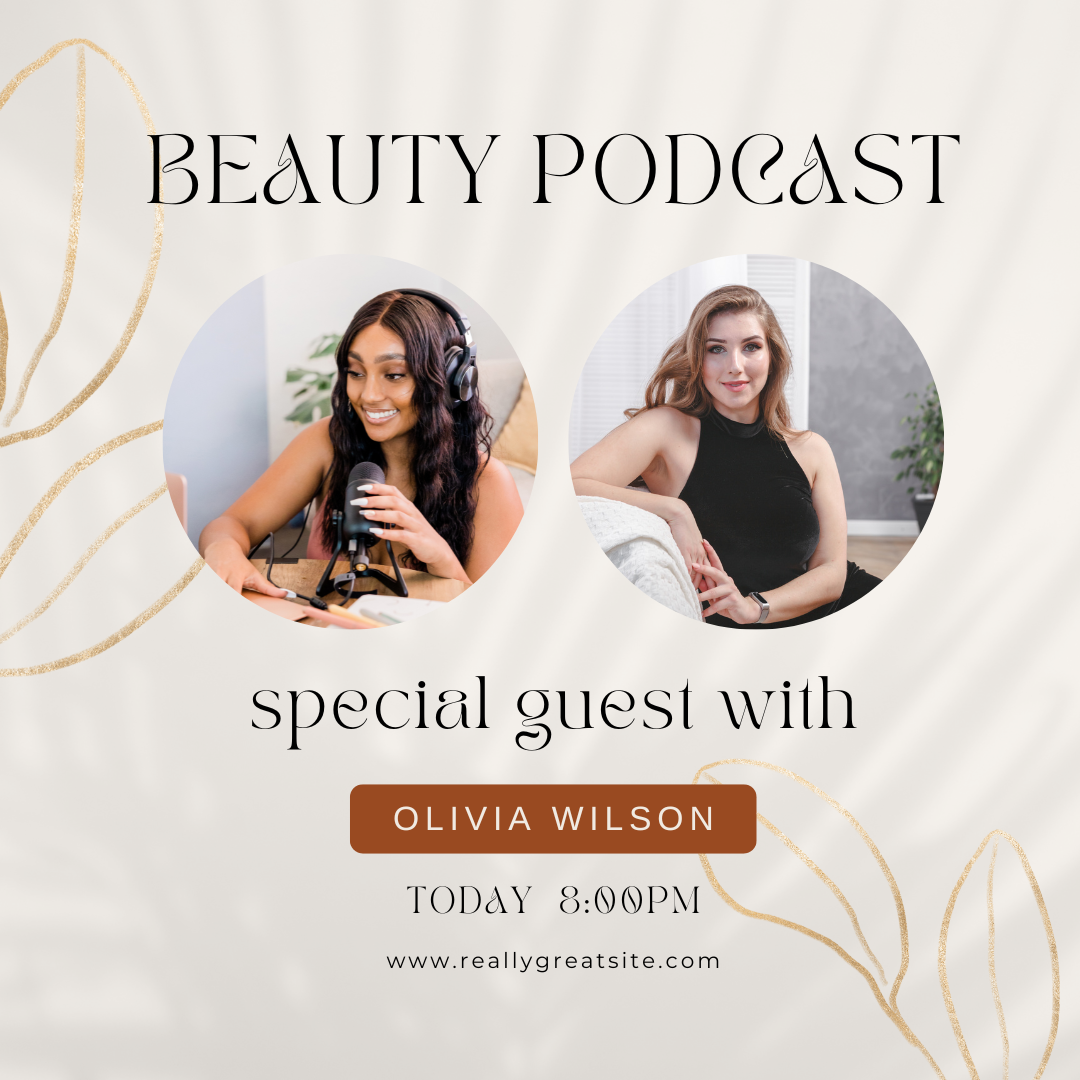 BEAUTY PODCAST
special guest with
OLIVIA WILSON
TODAY 8:00PM
www.reallygreatsite.com